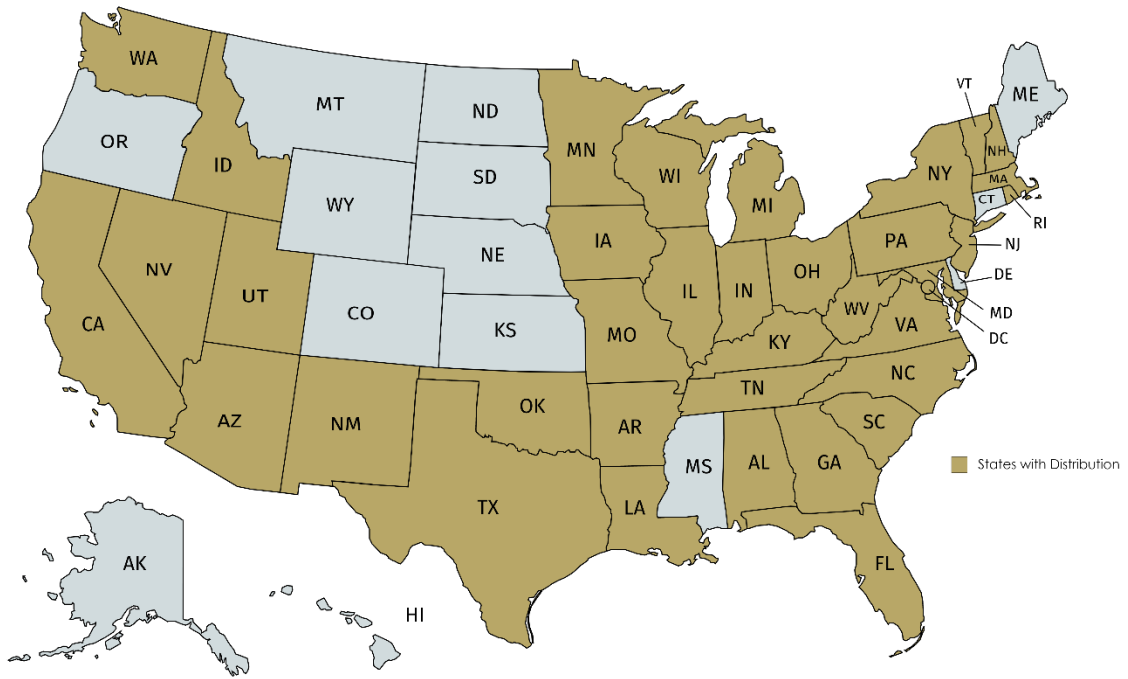 WA
MT
ND
MN
ME
VT
NH
OR
ID
SD
WI
NY
MA
WY
MI
CT
RI
IA
PA
NJ
NE
NV
OH
DE
UT
IL
IN
CO
WV
MD
CA
KS
MO
VA
DC
KY
NC
TN
OK
AZ
NM
AR
SC
MS
AL
GA
States with Distribution
TX
LA
FL
AK
HI